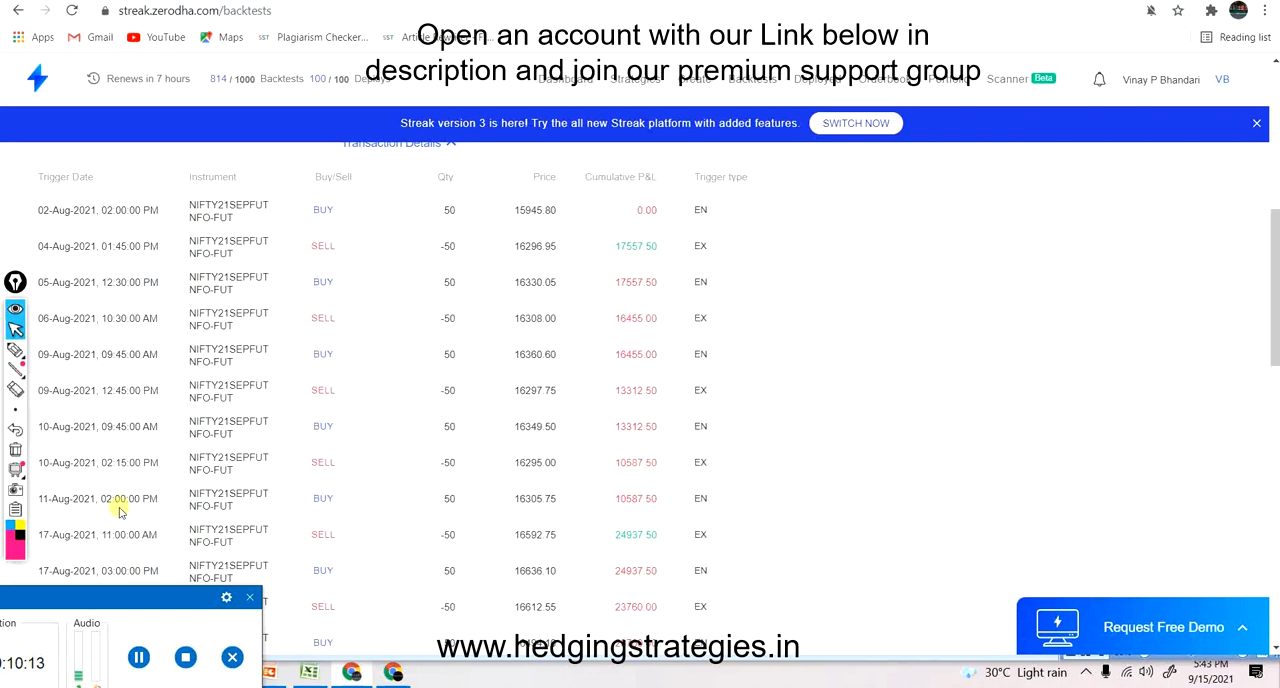 streak.zerodha.com/backtests
Apps Gmail YouTube Maps SST Plagiarism Checker... SST Reading list
Open an account with our Link below in
description and join our premium support group
Renews in 7 hours 814 / 1000 Backtests 100 / 100 Deploys Dashboard Strategies Create Backtests Deployed Orderbook Portfolio Scanner Beta Vinay P Bhandari VB
Streak version 3 is here! Try the all new Streak platform with added features. SWITCH NOW
Transaction Details
Trigger Date Instrument Buy/Sell Qty Price Cumulative P&L Trigger type
02-Aug-2021, 02:00:00 PM NIFTY21SEPFUT NFO-FUT BUY 50 15945.80 0.00 EN
04-Aug-2021, 01:45:00 PM NIFTY21SEPFUT NFO-FUT SELL -50 16296.95 17557.50 EX
05-Aug-2021, 12:30:00 PM NIFTY21SEPFUT NFO-FUT BUY 50 16330.05 17557.50 EN
06-Aug-2021, 10:30:00 AM NIFTY21SEPFUT NFO-FUT SELL -50 16308.00 16455.00 EX
09-Aug-2021, 09:45:00 AM NIFTY21SEPFUT NFO-FUT BUY 50 16360.60 16455.00 EN
09-Aug-2021, 12:45:00 PM NIFTY21SEPFUT NFO-FUT SELL -50 16297.75 13312.50 EX
10-Aug-2021, 09:45:00 AM NIFTY21SEPFUT NFO-FUT BUY 50 16349.50 13312.50 EN
10-Aug-2021, 02:15:00 PM NIFTY21SEPFUT NFO-FUT SELL -50 16295.00 10587.50 EX
11-Aug-2021, 02:00:00 PM NIFTY21SEPFUT NFO-FUT BUY 50 16305.75 10587.50 EN
17-Aug-2021, 11:00:00 AM NIFTY21SEPFUT NFO-FUT SELL -50 16592.75 24937.50 EX
17-Aug-2021, 03:00:00 PM NIFTY21SEPFUT NFO-FUT BUY 50 16636.10 24937.50 EN
SELL -50 16612.55 23760.00 EX
BUY
Audio
0:10:13
Request Free Demo
www.hedgingstrategies.in
30°C Light rain 5:43 PM
9/15/2021